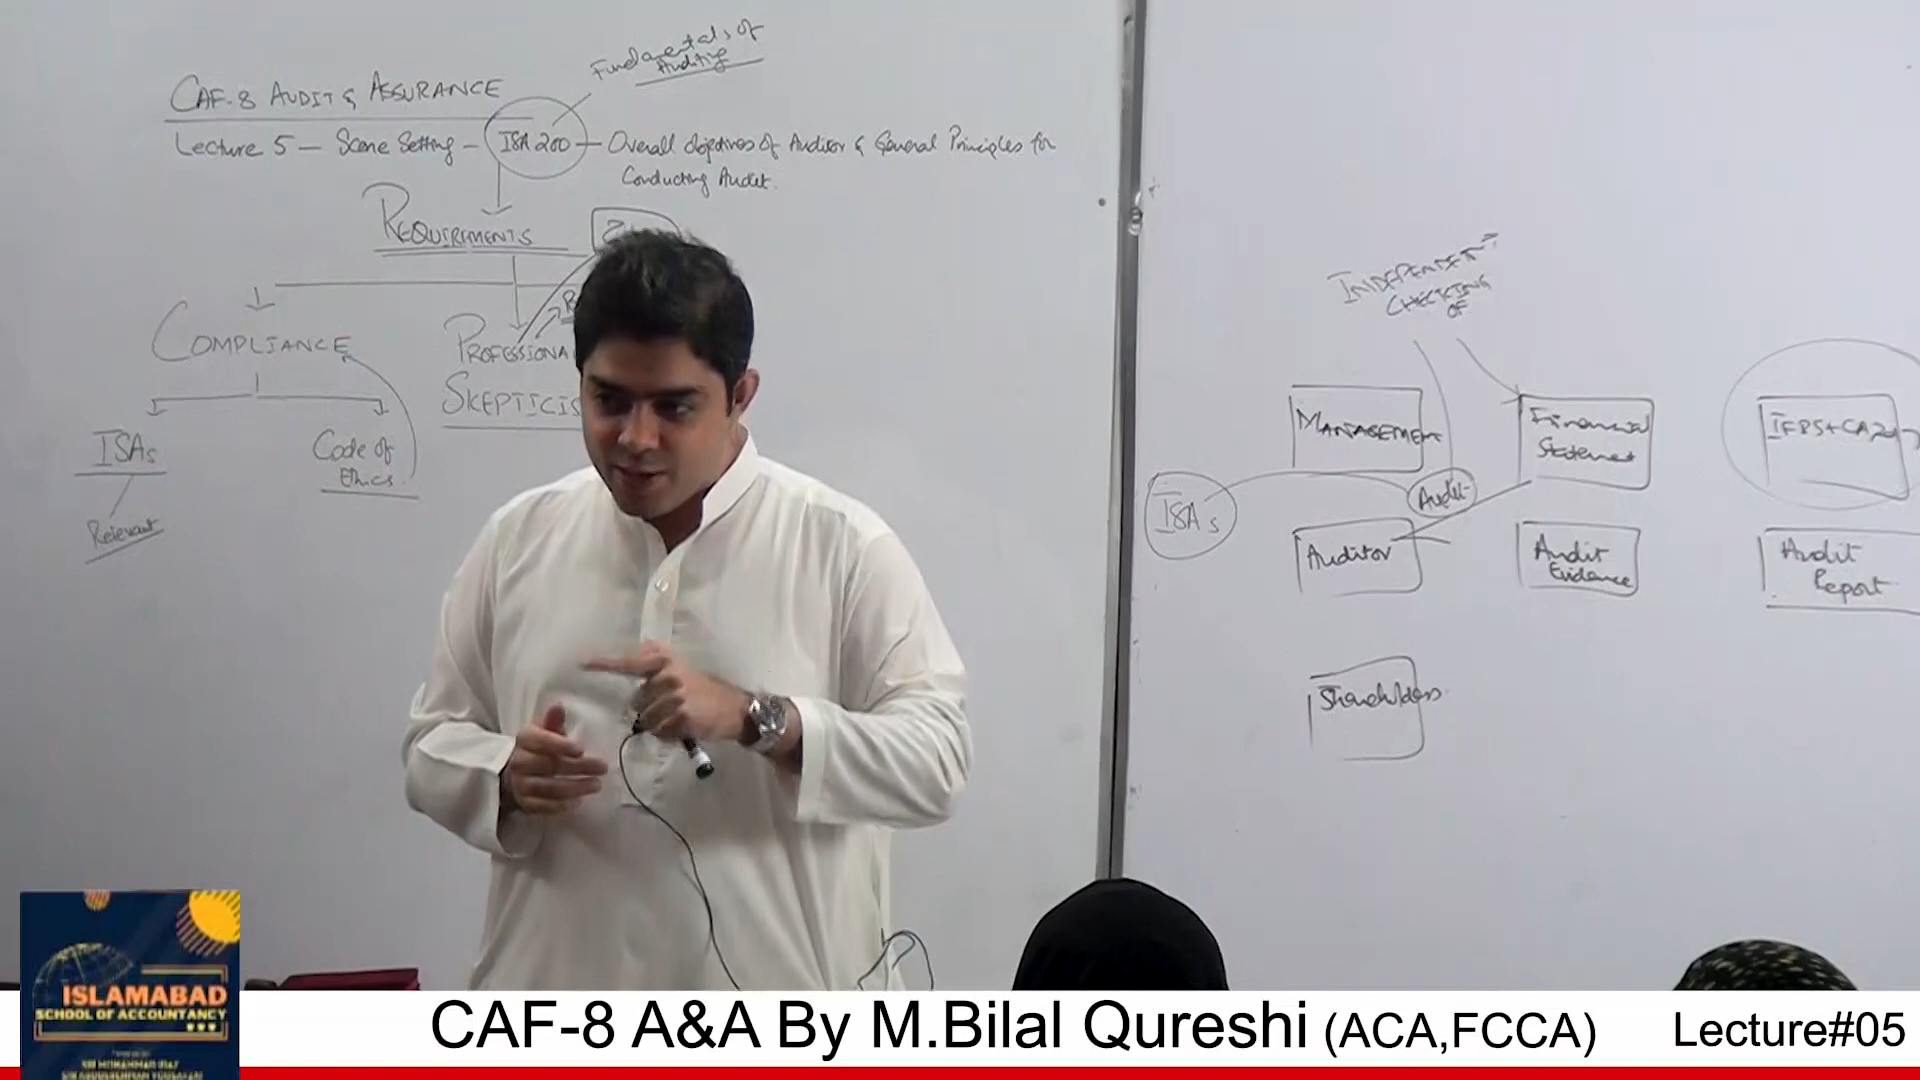 Fundamentals of
Auditing
CAF-8 AUDIT & ASSURANCE
Lecture 5 — Scene Setting - ISA 200 — Overall Objectives Of Auditor & General Principles for
Conducting Audit.
REQUIREMENTS
COMPLIANCE
PROFESSIONA
SKEPTICIS
ISAs
Code of
Ethics
Relevant
INDEPENDENT
CHECKING
OF
MANAGEMENT
Financial
Statement
IFRS+CA2017
ISAs
Audit
Auditor
Audit
Evidence
Audit
Report
Shareholders
ISLAMABAD
SCHOOL OF ACCOUNTANCY
CAF-8 A&A By M.Bilal Qureshi (ACA,FCCA)
Lecture#05